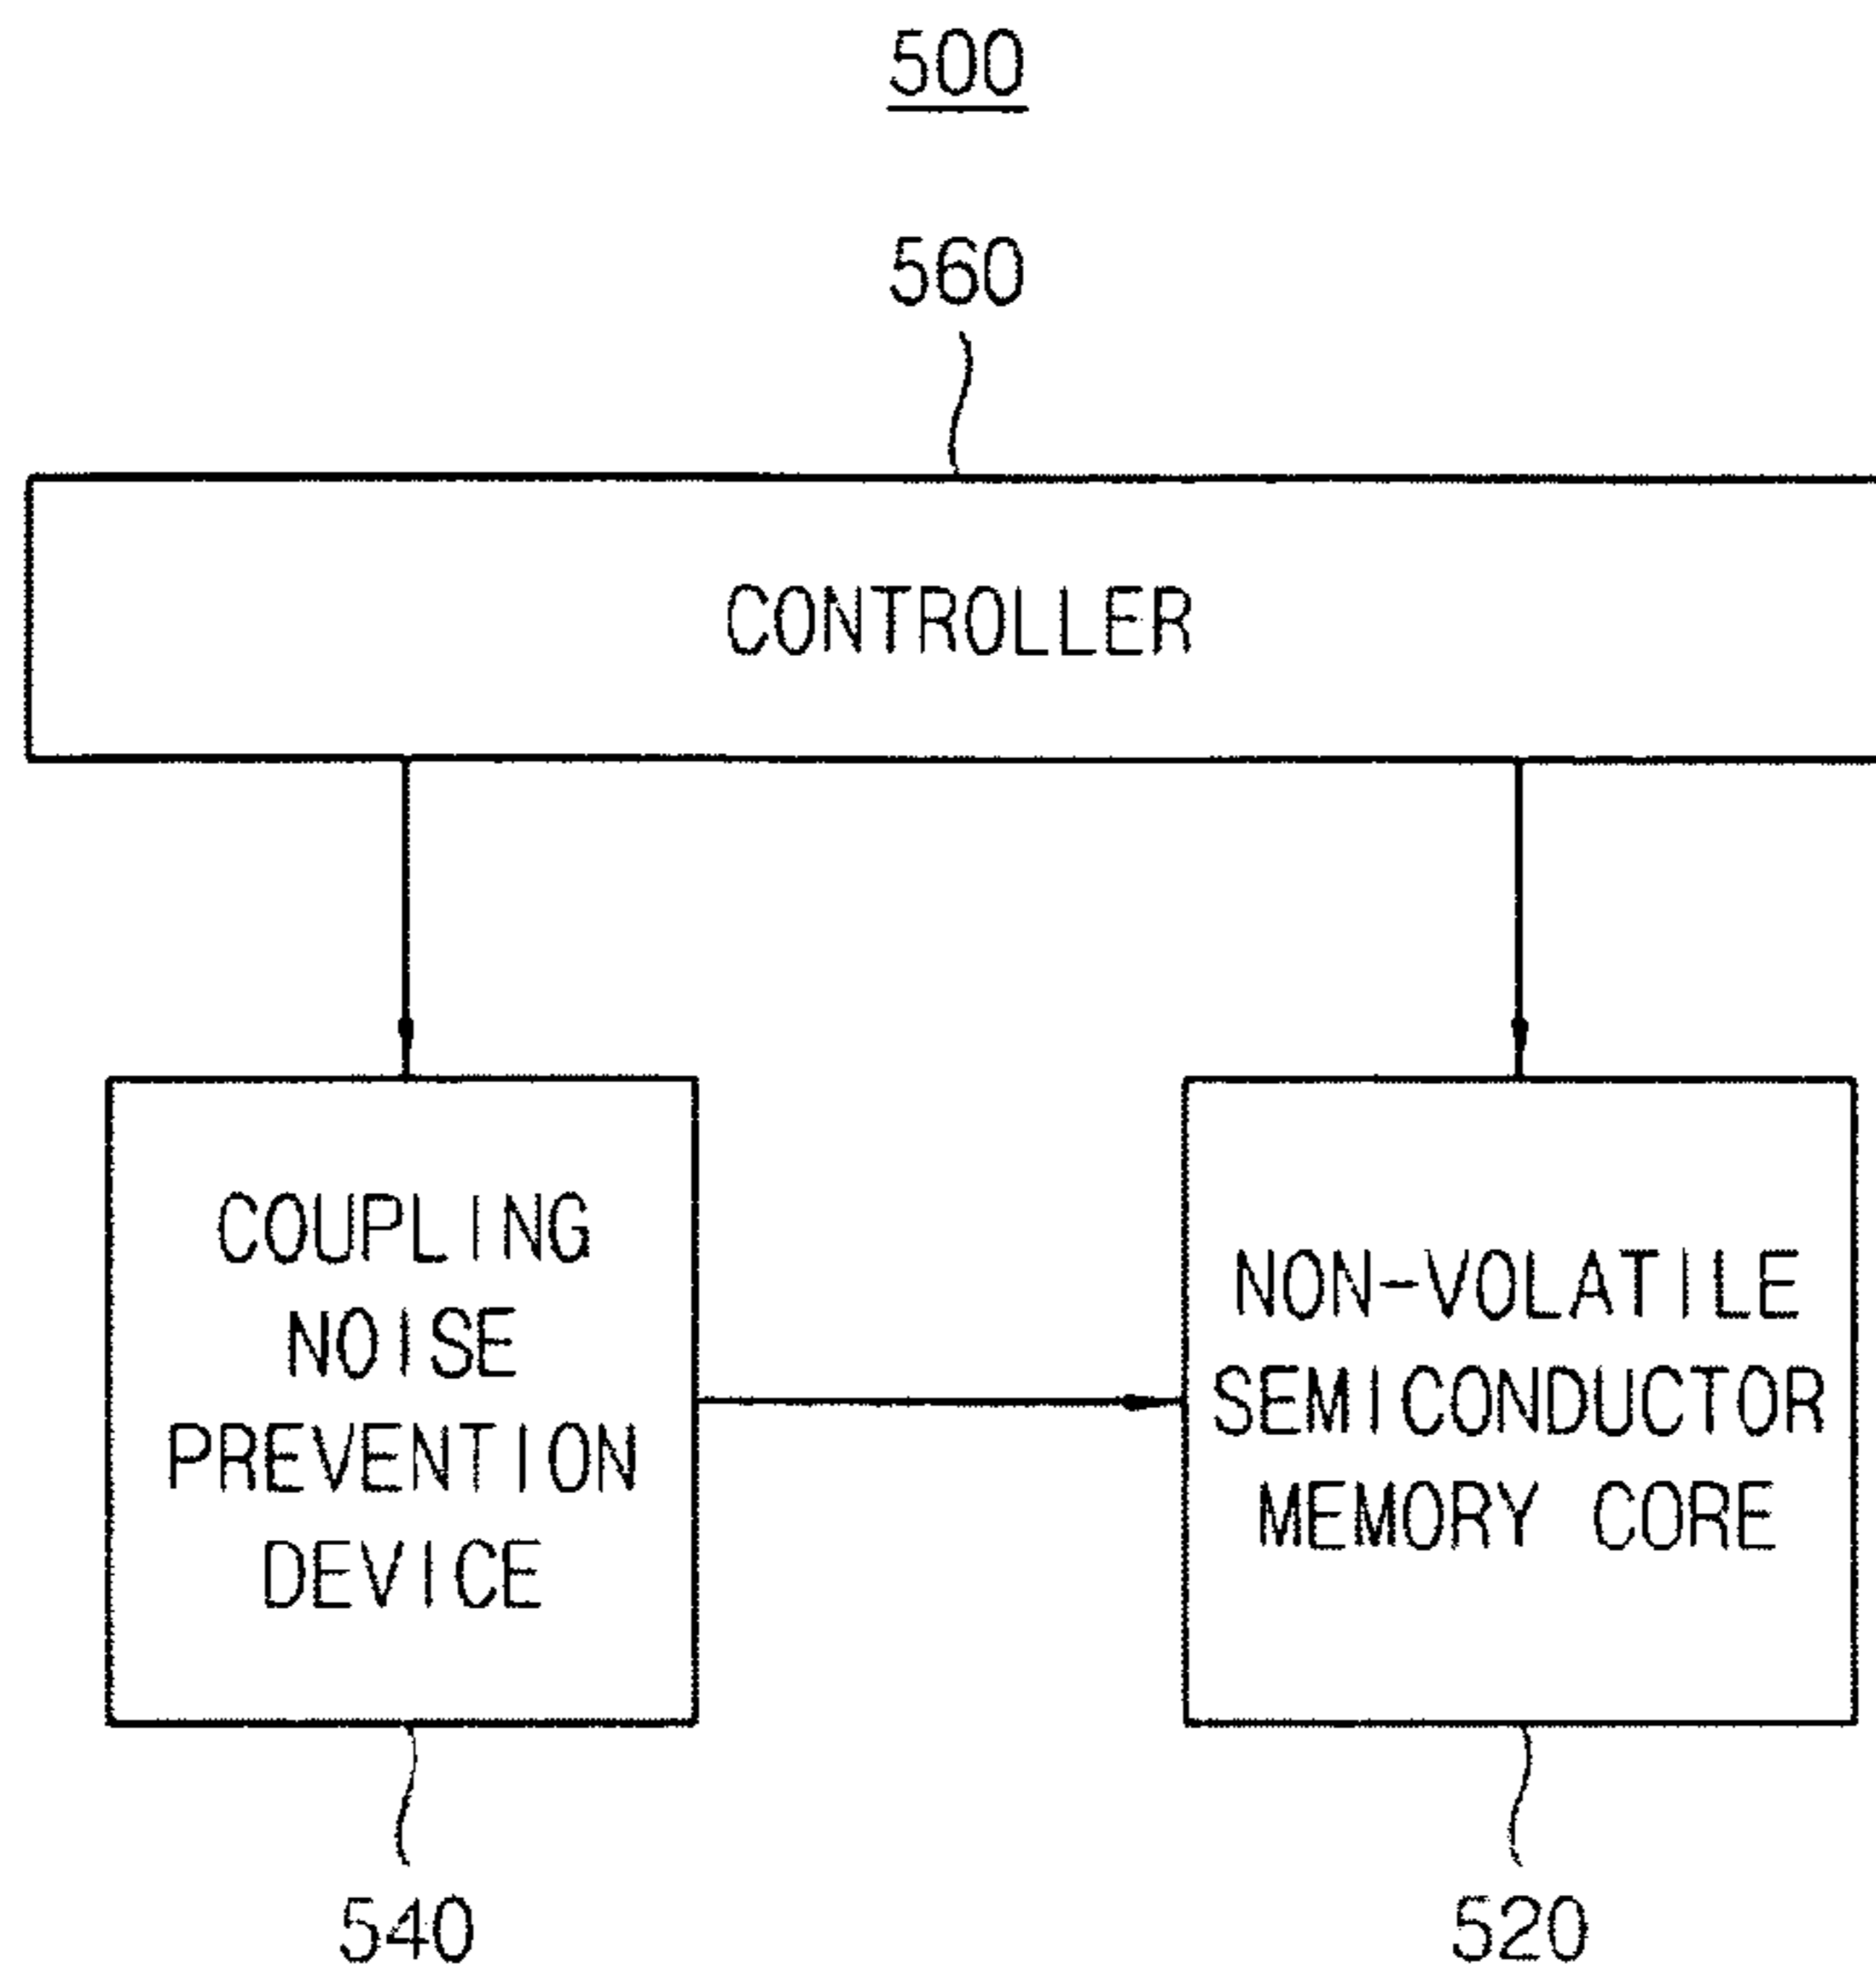 500
560
CONTROLLER
COUPLING
NOISE
PREVENTION
DEVICE
NON-VOLATILE
SEMICONDUCTOR
MEMORY CORE
540
520